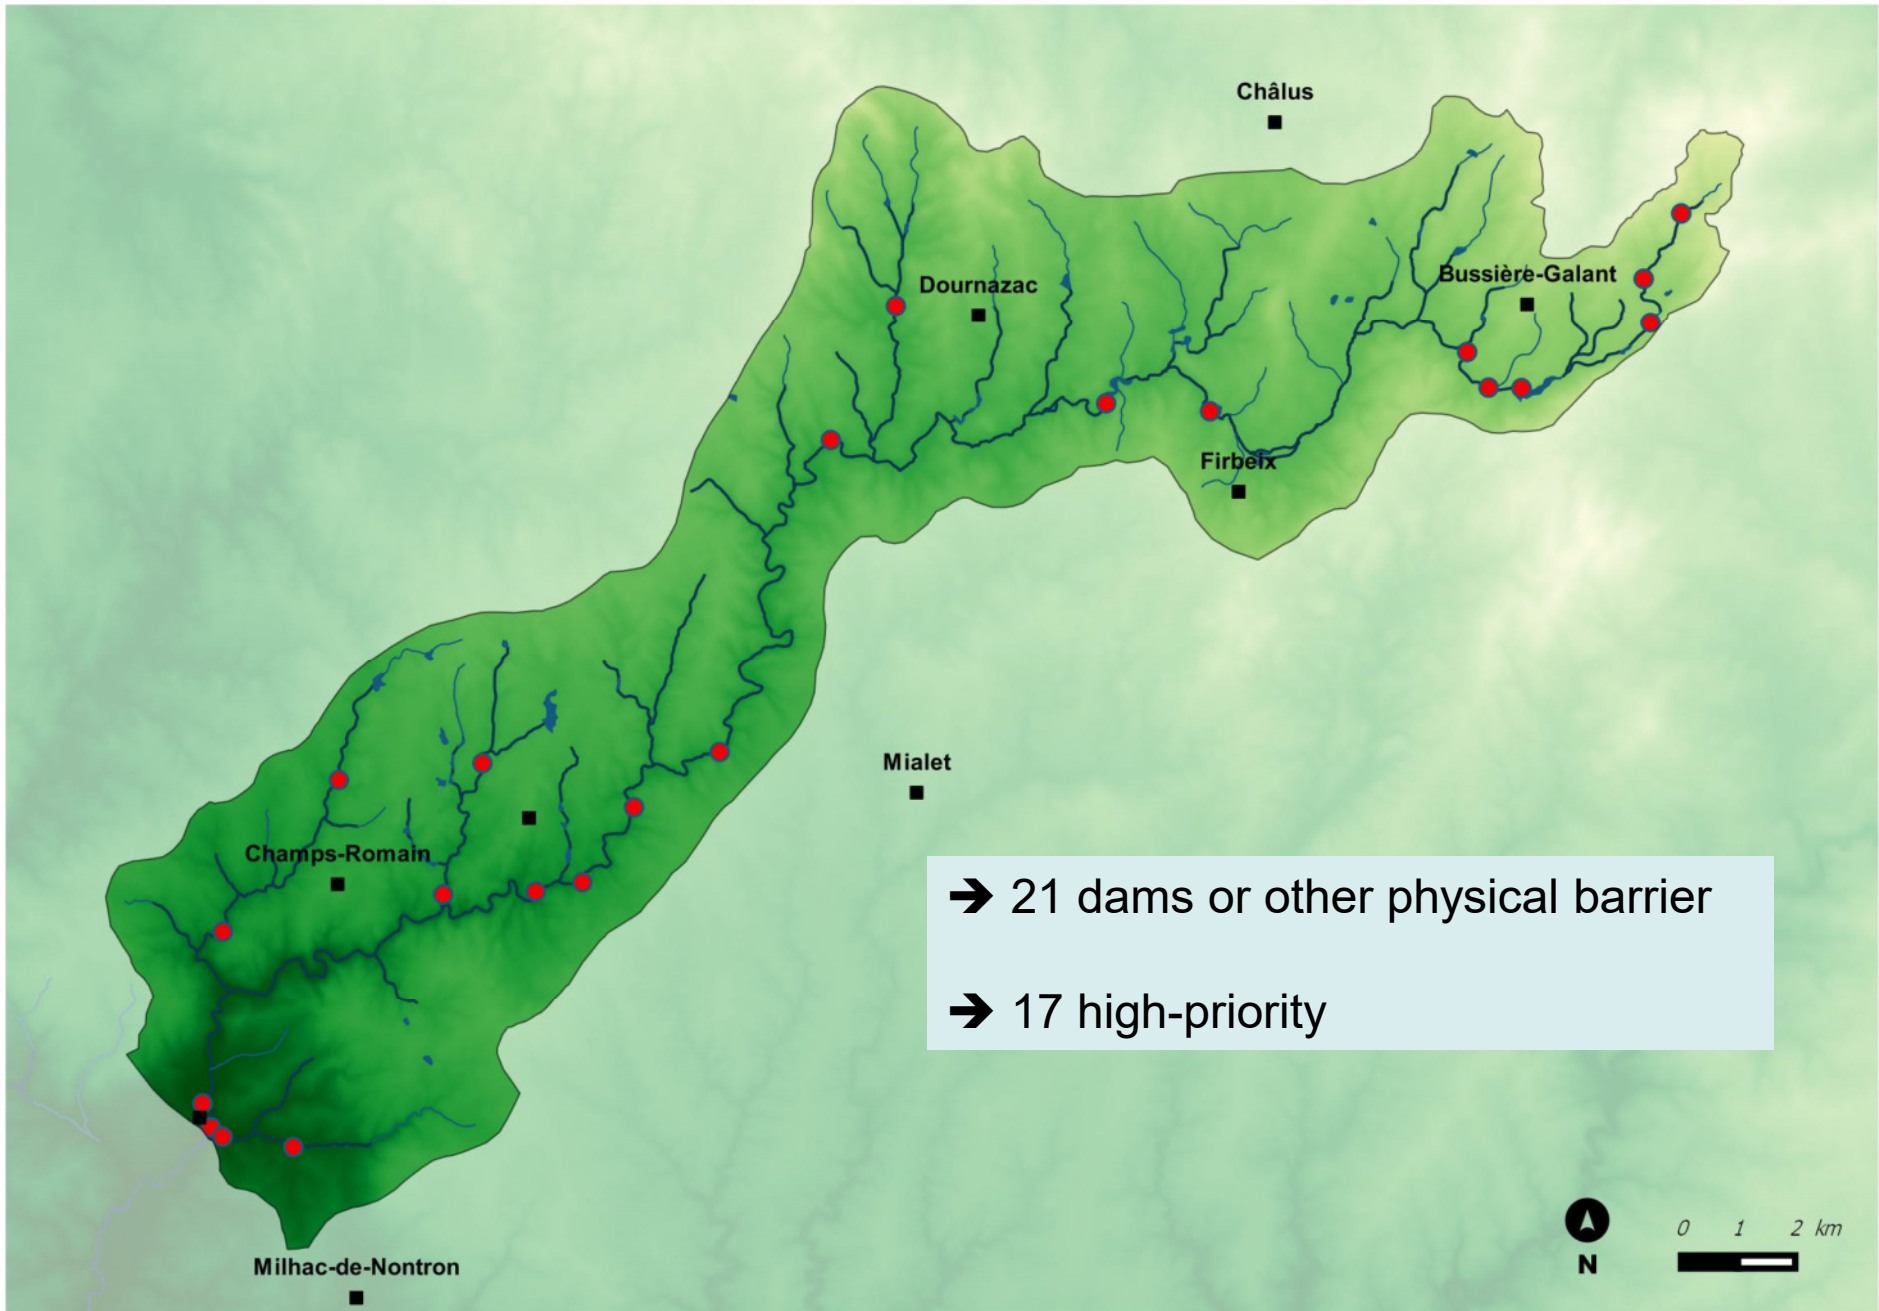 Châlus
Dournazac
Bussière-Galant
Firbeix
Mialet
Champs-Romain
➔ 21 dams or other physical barrier
➔ 17 high-priority
Milhac-de-Nontron
N
0 1 2 km